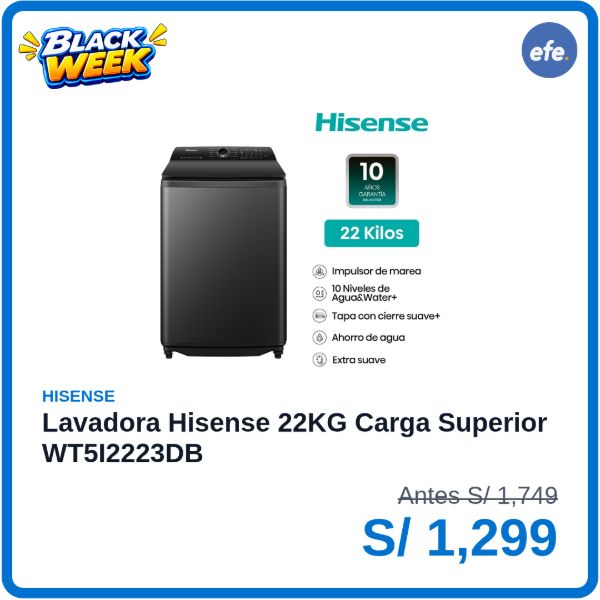 BLACK
WEEK
efe.
Hisense
10
AÑOS
GARANTÍA
22 Kilos
Impulsor de marea
10 Niveles de
Agua&Water+
Tapa con cierre suave+
Ahorro de agua
Extra suave
HISENSE
Lavadora Hisense 22KG Carga Superior
WT5I2223DB
Antes S/ 1,749
S/ 1,299